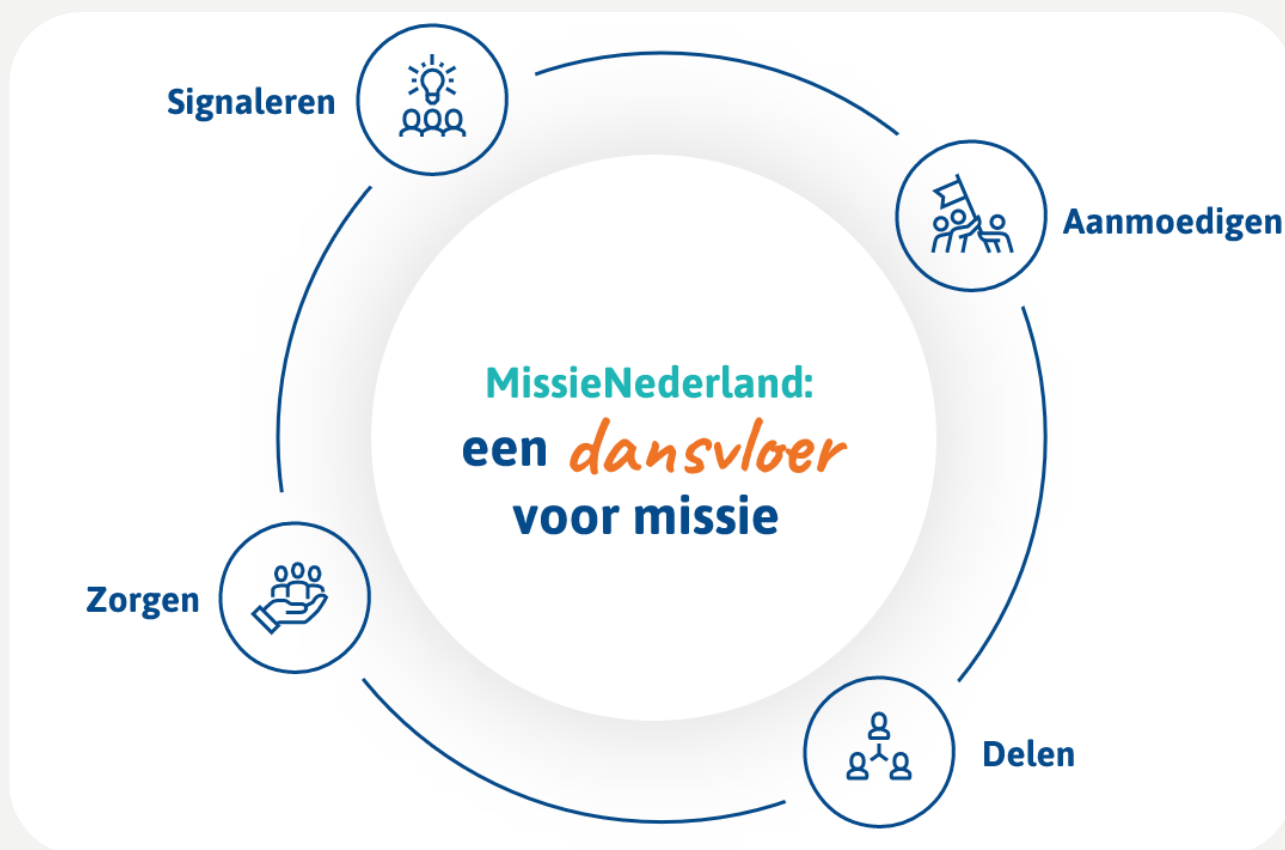 Signaleren
Aanmoedigen
MissieNederland:
een dansvloer
voor missie
Zorgen
Delen